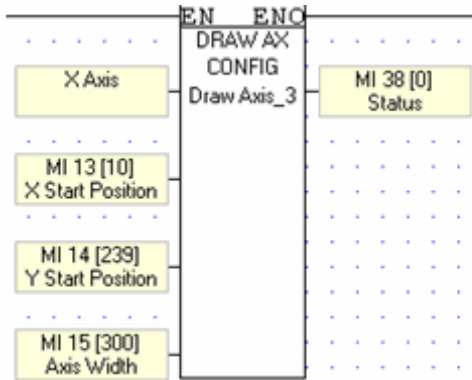 EN ENO
DRAW AX
CONFIG
Draw Axis_3
X Axis
MI 38 [0]
Status
MI 13 [10]
X Start Position
MI 14 [239]
Y Start Position
MI 15 [300]
Axis Width